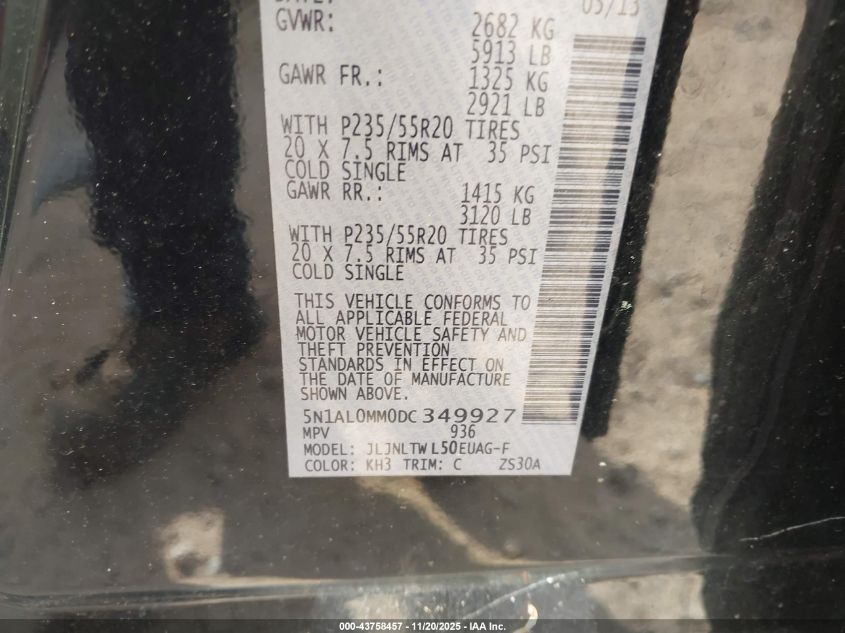 DATE: 05/13
GVWR: 2682 KG
5913 LB
GAWR FR.: 1325 KG
2921 LB
WITH P235/55R20 TIRES
20 X 7.5 RIMS AT 35 PSI
COLD SINGLE
GAWR RR.: 1415 KG
3120 LB
WITH P235/55R20 TIRES
20 X 7.5 RIMS AT 35 PSI
COLD SINGLE
THIS VEHICLE CONFORMS TO
ALL APPLICABLE FEDERAL
MOTOR VEHICLE SAFETY AND
THEFT PREVENTION
STANDARDS IN EFFECT ON
THE DATE OF MANUFACTURE
SHOWN ABOVE.
5N1AL0MM0DC349927
MPV 936
MODEL: JLJNLTWL50EUAG-F
COLOR: KH3 TRIM: C ZS30A
000-43758457 - 11/20/2025 - IAA Inc.